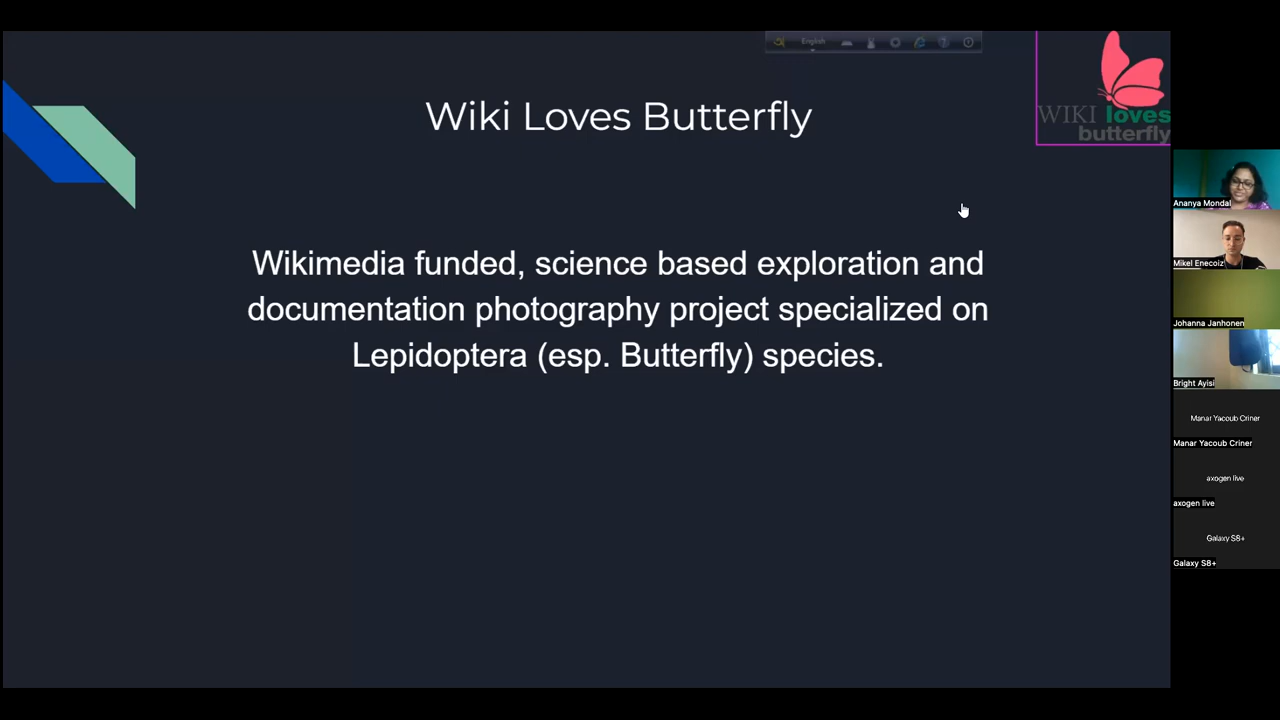 English
Wiki Loves Butterfly
WIKI loves
butterfly
Wikimedia funded, science based exploration and
documentation photography project specialized on
Lepidoptera (esp. Butterfly) species.
Ananya Mondal
Mikel Enecoiz
Johanna Janhonen
Bright Ayisi
Manar Yacoub Criner
Manar Yacoub Criner
axogen live
axogen live
Galaxy S8+
Galaxy S8+